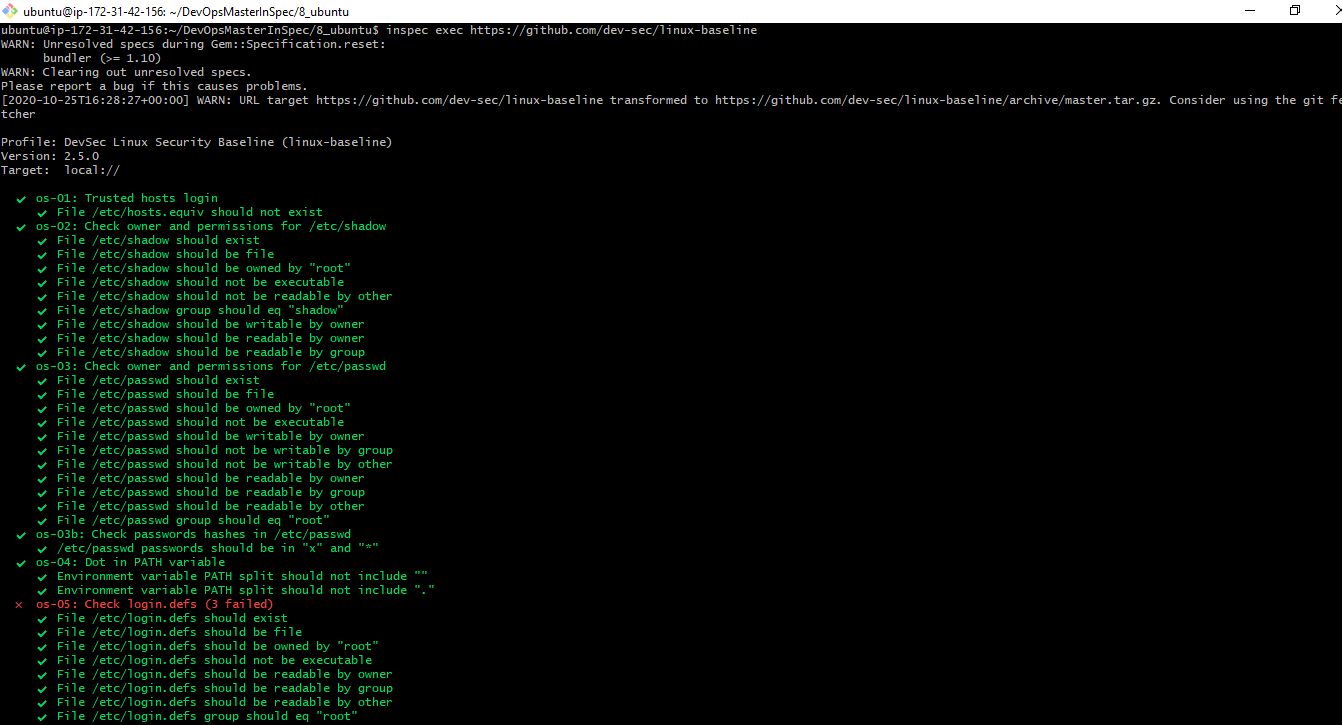 ubuntu@ip-172-31-42-156: ~/DevOpsMasterInSpec/8_ubuntu
ubuntu@ip-172-31-42-156:~/DevOpsMasterInSpec/8_ubuntu$ inspec exec https://github.com/dev-sec/linux-baseline
WARN: Unresolved specs during Gem::Specification.reset:
      bundler (>= 1.10)
WARN: Clearing out unresolved specs.
Please report a bug if this causes problems.
[2020-10-25T16:28:27+00:00] WARN: URL target https://github.com/dev-sec/linux-baseline transformed to https://github.com/dev-sec/linux-baseline/archive/master.tar.gz. Consider using the git fe
tcher
Profile: DevSec Linux Security Baseline (linux-baseline)
Version: 2.5.0
Target:  local://
✔ os-01: Trusted hosts login
✔ File /etc/hosts.equiv should not exist
✔ os-02: Check owner and permissions for /etc/shadow
✔ File /etc/shadow should exist
✔ File /etc/shadow should be file
✔ File /etc/shadow should be owned by "root"
✔ File /etc/shadow should not be executable
✔ File /etc/shadow should not be readable by other
✔ File /etc/shadow group should eq "shadow"
✔ File /etc/shadow should be writable by owner
✔ File /etc/shadow should be readable by owner
✔ File /etc/shadow should be readable by group
✔ os-03: Check owner and permissions for /etc/passwd
✔ File /etc/passwd should exist
✔ File /etc/passwd should be file
✔ File /etc/passwd should be owned by "root"
✔ File /etc/passwd should not be executable
✔ File /etc/passwd should be writable by owner
✔ File /etc/passwd should not be writable by group
✔ File /etc/passwd should not be writable by other
✔ File /etc/passwd should be readable by owner
✔ File /etc/passwd should be readable by group
✔ File /etc/passwd should be readable by other
✔ File /etc/passwd group should eq "root"
✔ os-03b: Check passwords hashes in /etc/passwd
✔ /etc/passwd passwords should be in "x" and "*"
✔ os-04: Dot in PATH variable
✔ Environment variable PATH split should not include ""
✔ Environment variable PATH split should not include "."
× os-05: Check login.defs (3 failed)
✔ File /etc/login.defs should exist
✔ File /etc/login.defs should be file
✔ File /etc/login.defs should be owned by "root"
✔ File /etc/login.defs should not be executable
✔ File /etc/login.defs should be readable by owner
✔ File /etc/login.defs should be readable by group
✔ File /etc/login.defs should be readable by other
✔ File /etc/login.defs group should eq "root"